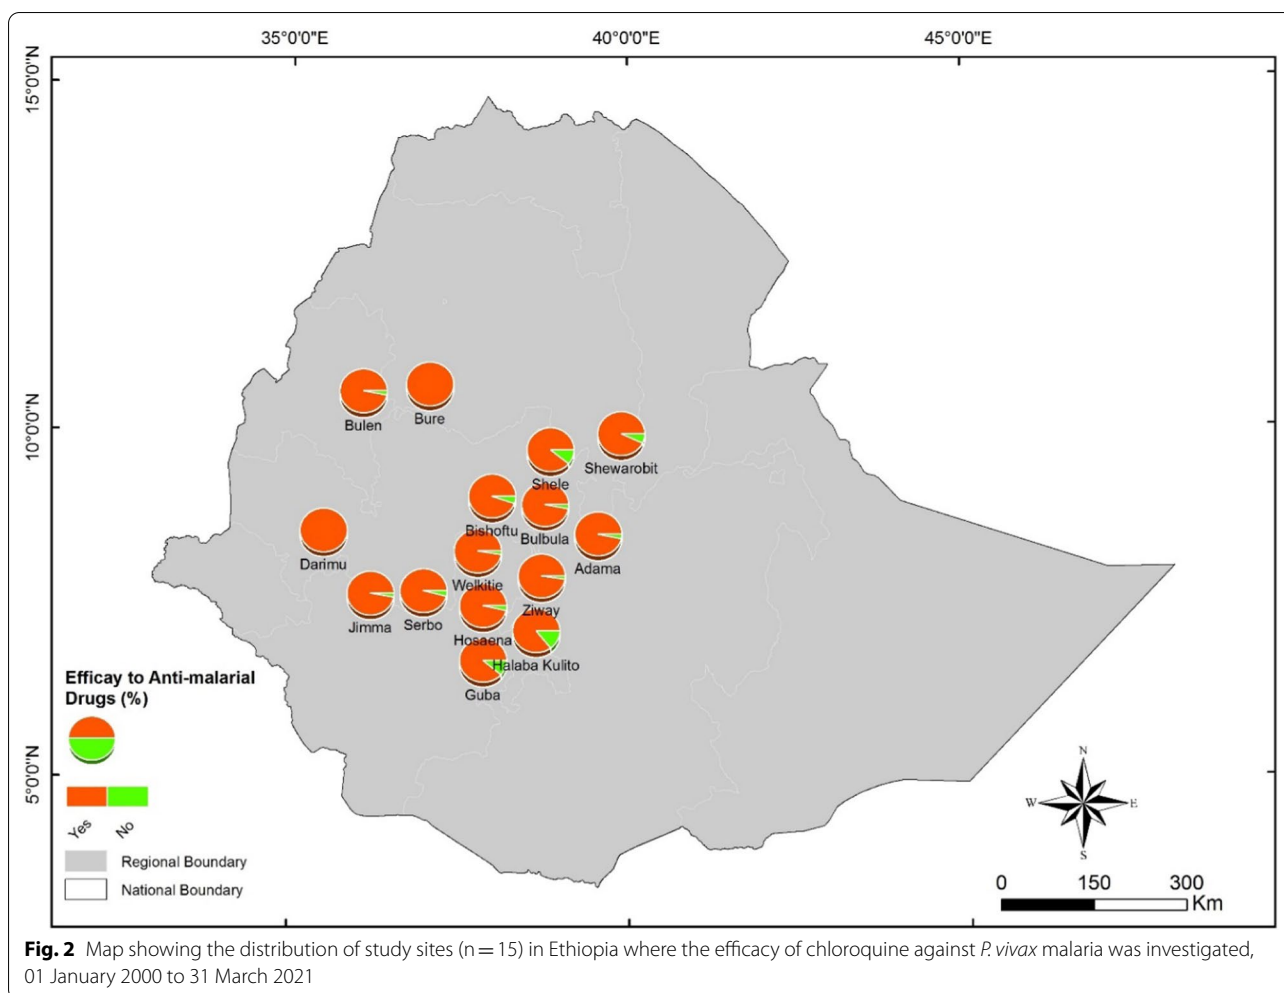 35°0'0"E 40°0'0"E 45°0'0"E
15°0'0"N
10°0'0"N
5°0'0"N
Bulen
Bure
Shewarobit
Shele
Bishoftu
Bulbula
Adama
Darimu
Welkitie
Ziway
Jimma
Serbo
Hosaena
Halaba Kulito
Guba
Efficay to Anti-malarial
Drugs (%)
Yes No
Regional Boundary
National Boundary
N
W E
S
0 150 300
Km
Fig. 2 Map showing the distribution of study sites (n = 15) in Ethiopia where the efficacy of chloroquine against P. vivax malaria was investigated,
01 January 2000 to 31 March 2021